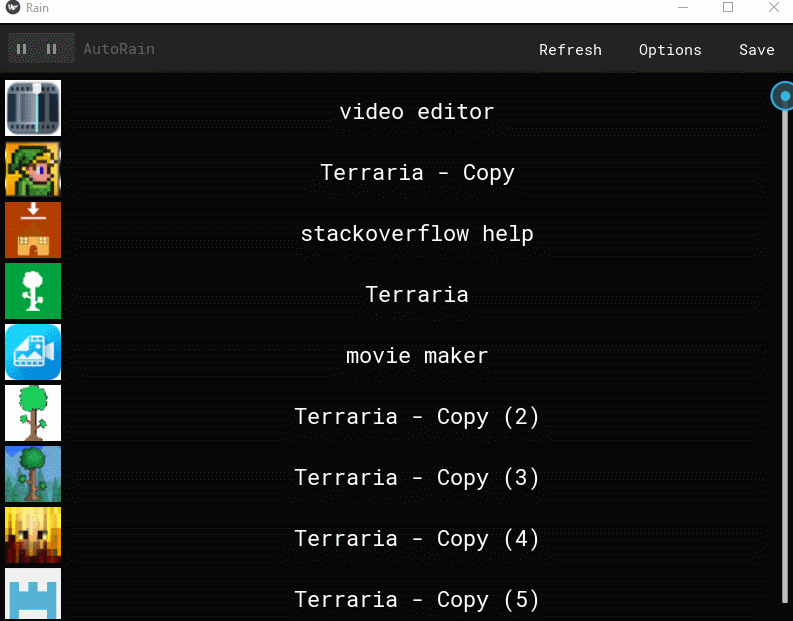 Rain
AutoRain Refresh Options Save
video editor
Terraria - Copy
stackoverflow help
Terraria
movie maker
Terraria - Copy (2)
Terraria - Copy (3)
Terraria - Copy (4)
Terraria - Copy (5)